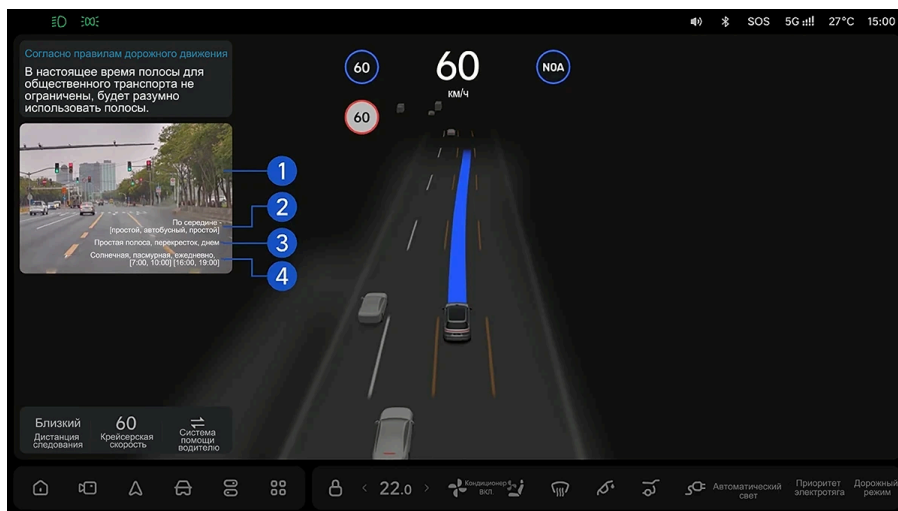 SOS 5G 27°C 15:00
Согласно правилам дорожного движения
В настоящее время полосы для
общественного транспорта не
ограничены, будет разумно
использовать полосы.
60
60
км/ч
NOA
60
1
2
3
4
По середине -
[простой, автобусный, простой]
Простая полоса, перекресток, днем
Солнечная, пасмурная, ежедневно.
[7:00, 10:00] [16:00, 19:00]
Близкий
Дистанция
следования
60
Крейсерская
скорость
Система
помощи
водителю
< 22.0 >
Кондиционер
вкл.
Автоматический
свет
Приоритет
электротяга
Дорожный
режим